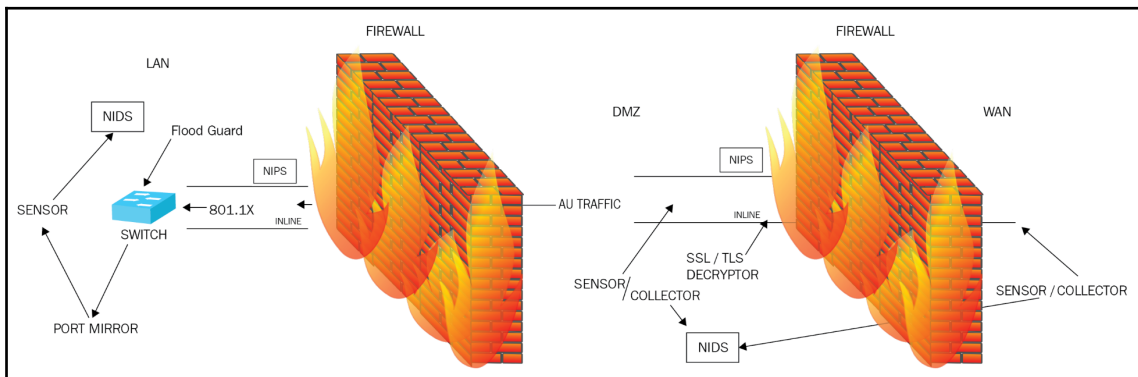 FIREWALL
FIREWALL
LAN
NIDS
DMZ
WAN
Flood Guard
NIPS
NIPS
SENSOR
801.1X
AU TRAFFIC
SWITCH
INLINE
INLINE
SSL / TLS
DECRYPTOR
SENSOR/
COLLECTOR
SENSOR / COLLECTOR
PORT MIRROR
NIDS